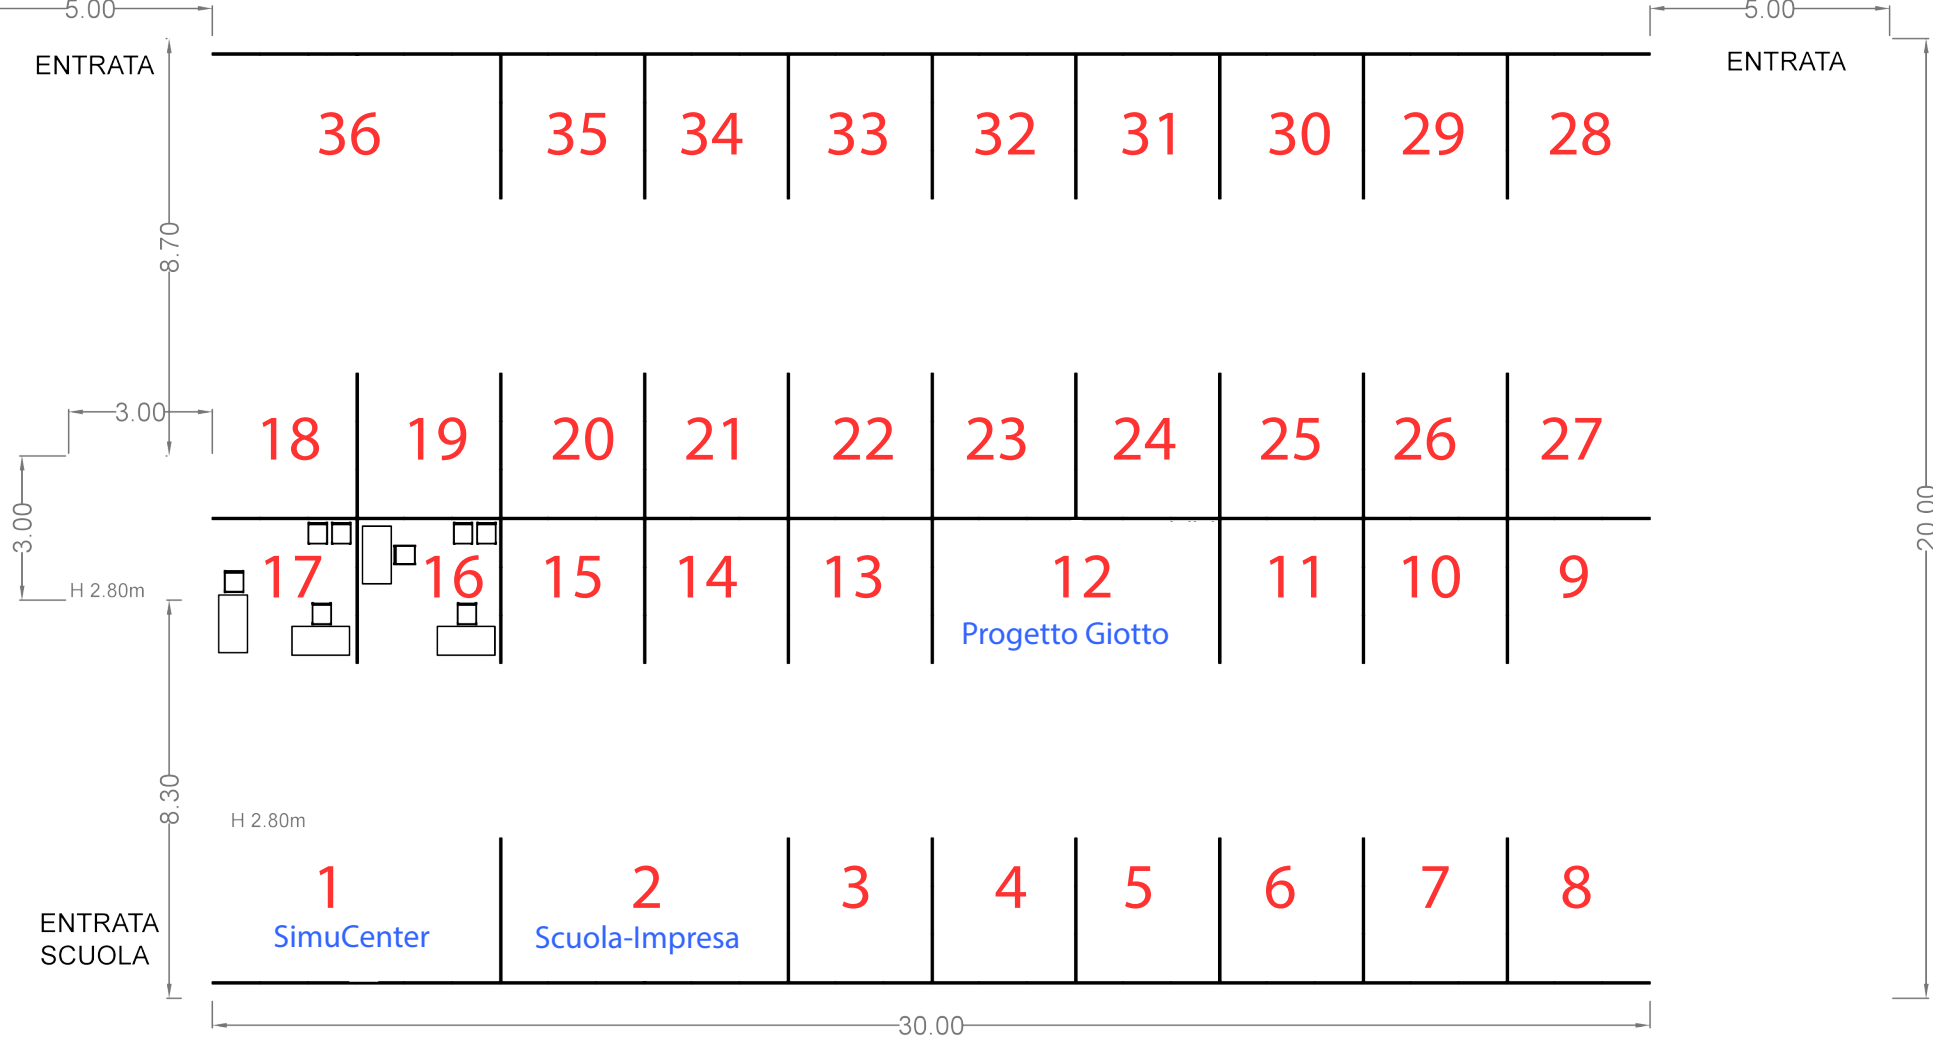 5.00
5.00
ENTRATA
ENTRATA
36 35 34 33 32 31 30 29 28
8.70
3.00
18 19 20 21 22 23 24 25 26 27
3.00
20.00
17 16 15 14 13 12 11 10 9
H 2.80m
Progetto Giotto
8.30
H 2.80m
1 2 3 4 5 6 7 8
ENTRATA
SCUOLA
SimuCenter
Scuola-Impresa
30.00